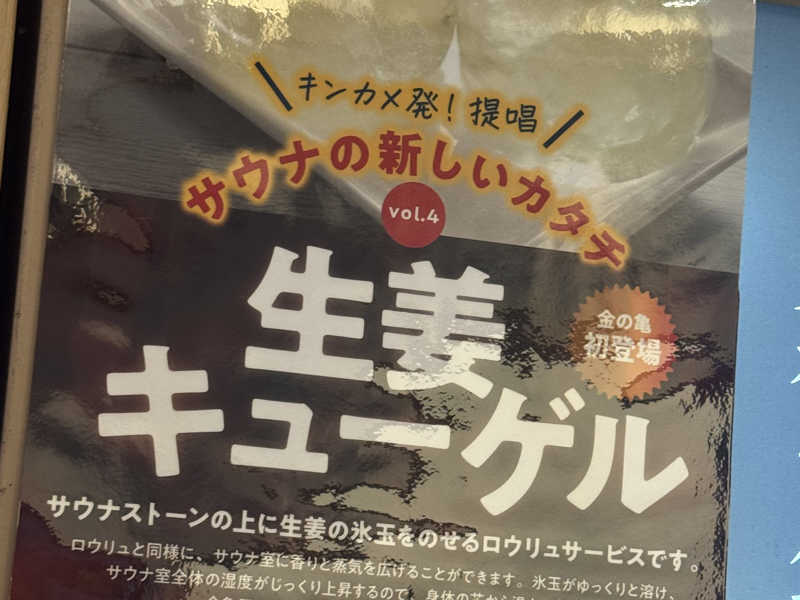 キンカメ発！提唱
サウナの新しいカタチ
vol.4
生姜
キューゲル
金の亀
初登場
サウナストーンの上に生姜の氷玉をのせるロウリュサービスです。
ロウリュと同様に、サウナ室に香りと蒸気を広げることができます。氷玉がゆっくりと溶け、
サウナ室全体の湿度がじっくり上昇するので、身体の芯から